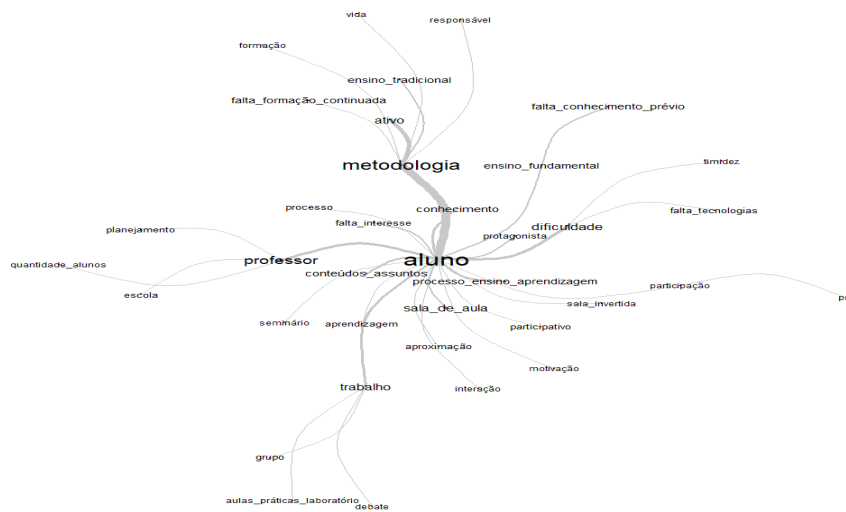 vida
responsável
formação
ensino_tradicional
falta_formação_continuada
falta_conhecimento_prévio
ativo
metodologia
ensino_fundamental
timidez
processo
conhecimento
falta_tecnologias
falta_interesse
planejamento
protagonista
dificuldade
professor
aluno
quantidade_alunos
conteúdos_assuntos
processo_ensino_aprendizagem
participação
escola
sala_invertida
sala_de_aula
seminário
aprendizagem
participativo
aproximação
motivação
trabalho
interação
grupo
aulas_práticas_laboratório
debate